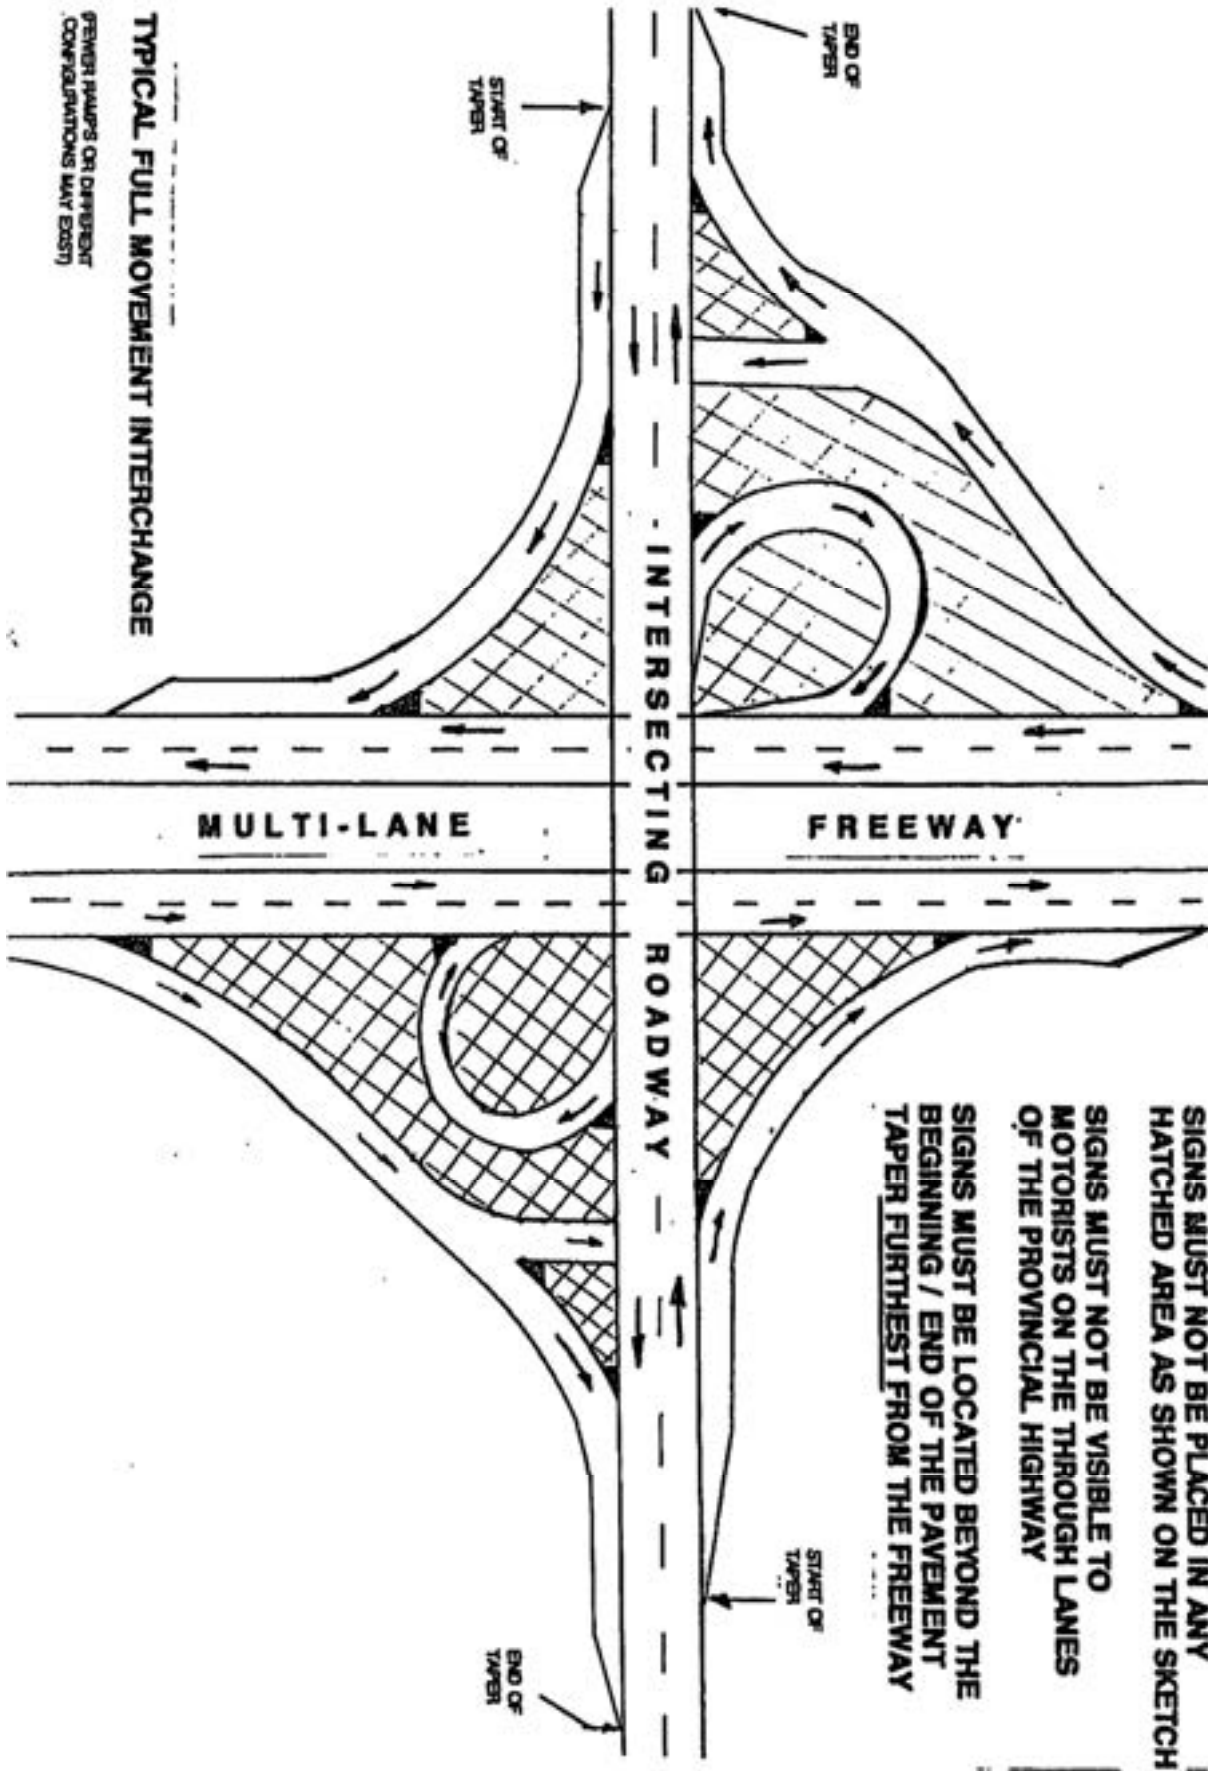 SIGNS MUST NOT BE PLACED IN ANY
HATCHED AREA AS SHOWN ON THE SKETCH
SIGNS MUST NOT BE VISIBLE TO
MOTORISTS ON THE THROUGH LANES
OF THE PROVINCIAL HIGHWAY
SIGNS MUST BE LOCATED BEYOND THE
BEGINNING / END OF THE PAVEMENT
TAPER FURTHEST FROM THE FREEWAY
END OF
TAPER
START OF
TAPER
INTERSECTING ROADWAY
MULTI-LANE
FREEWAY
START OF
TAPER
END OF
TAPER
TYPICAL FULL MOVEMENT INTERCHANGE
(FEWER RAMPS OR DIFFERENT
CONFIGURATIONS MAY EXIST)